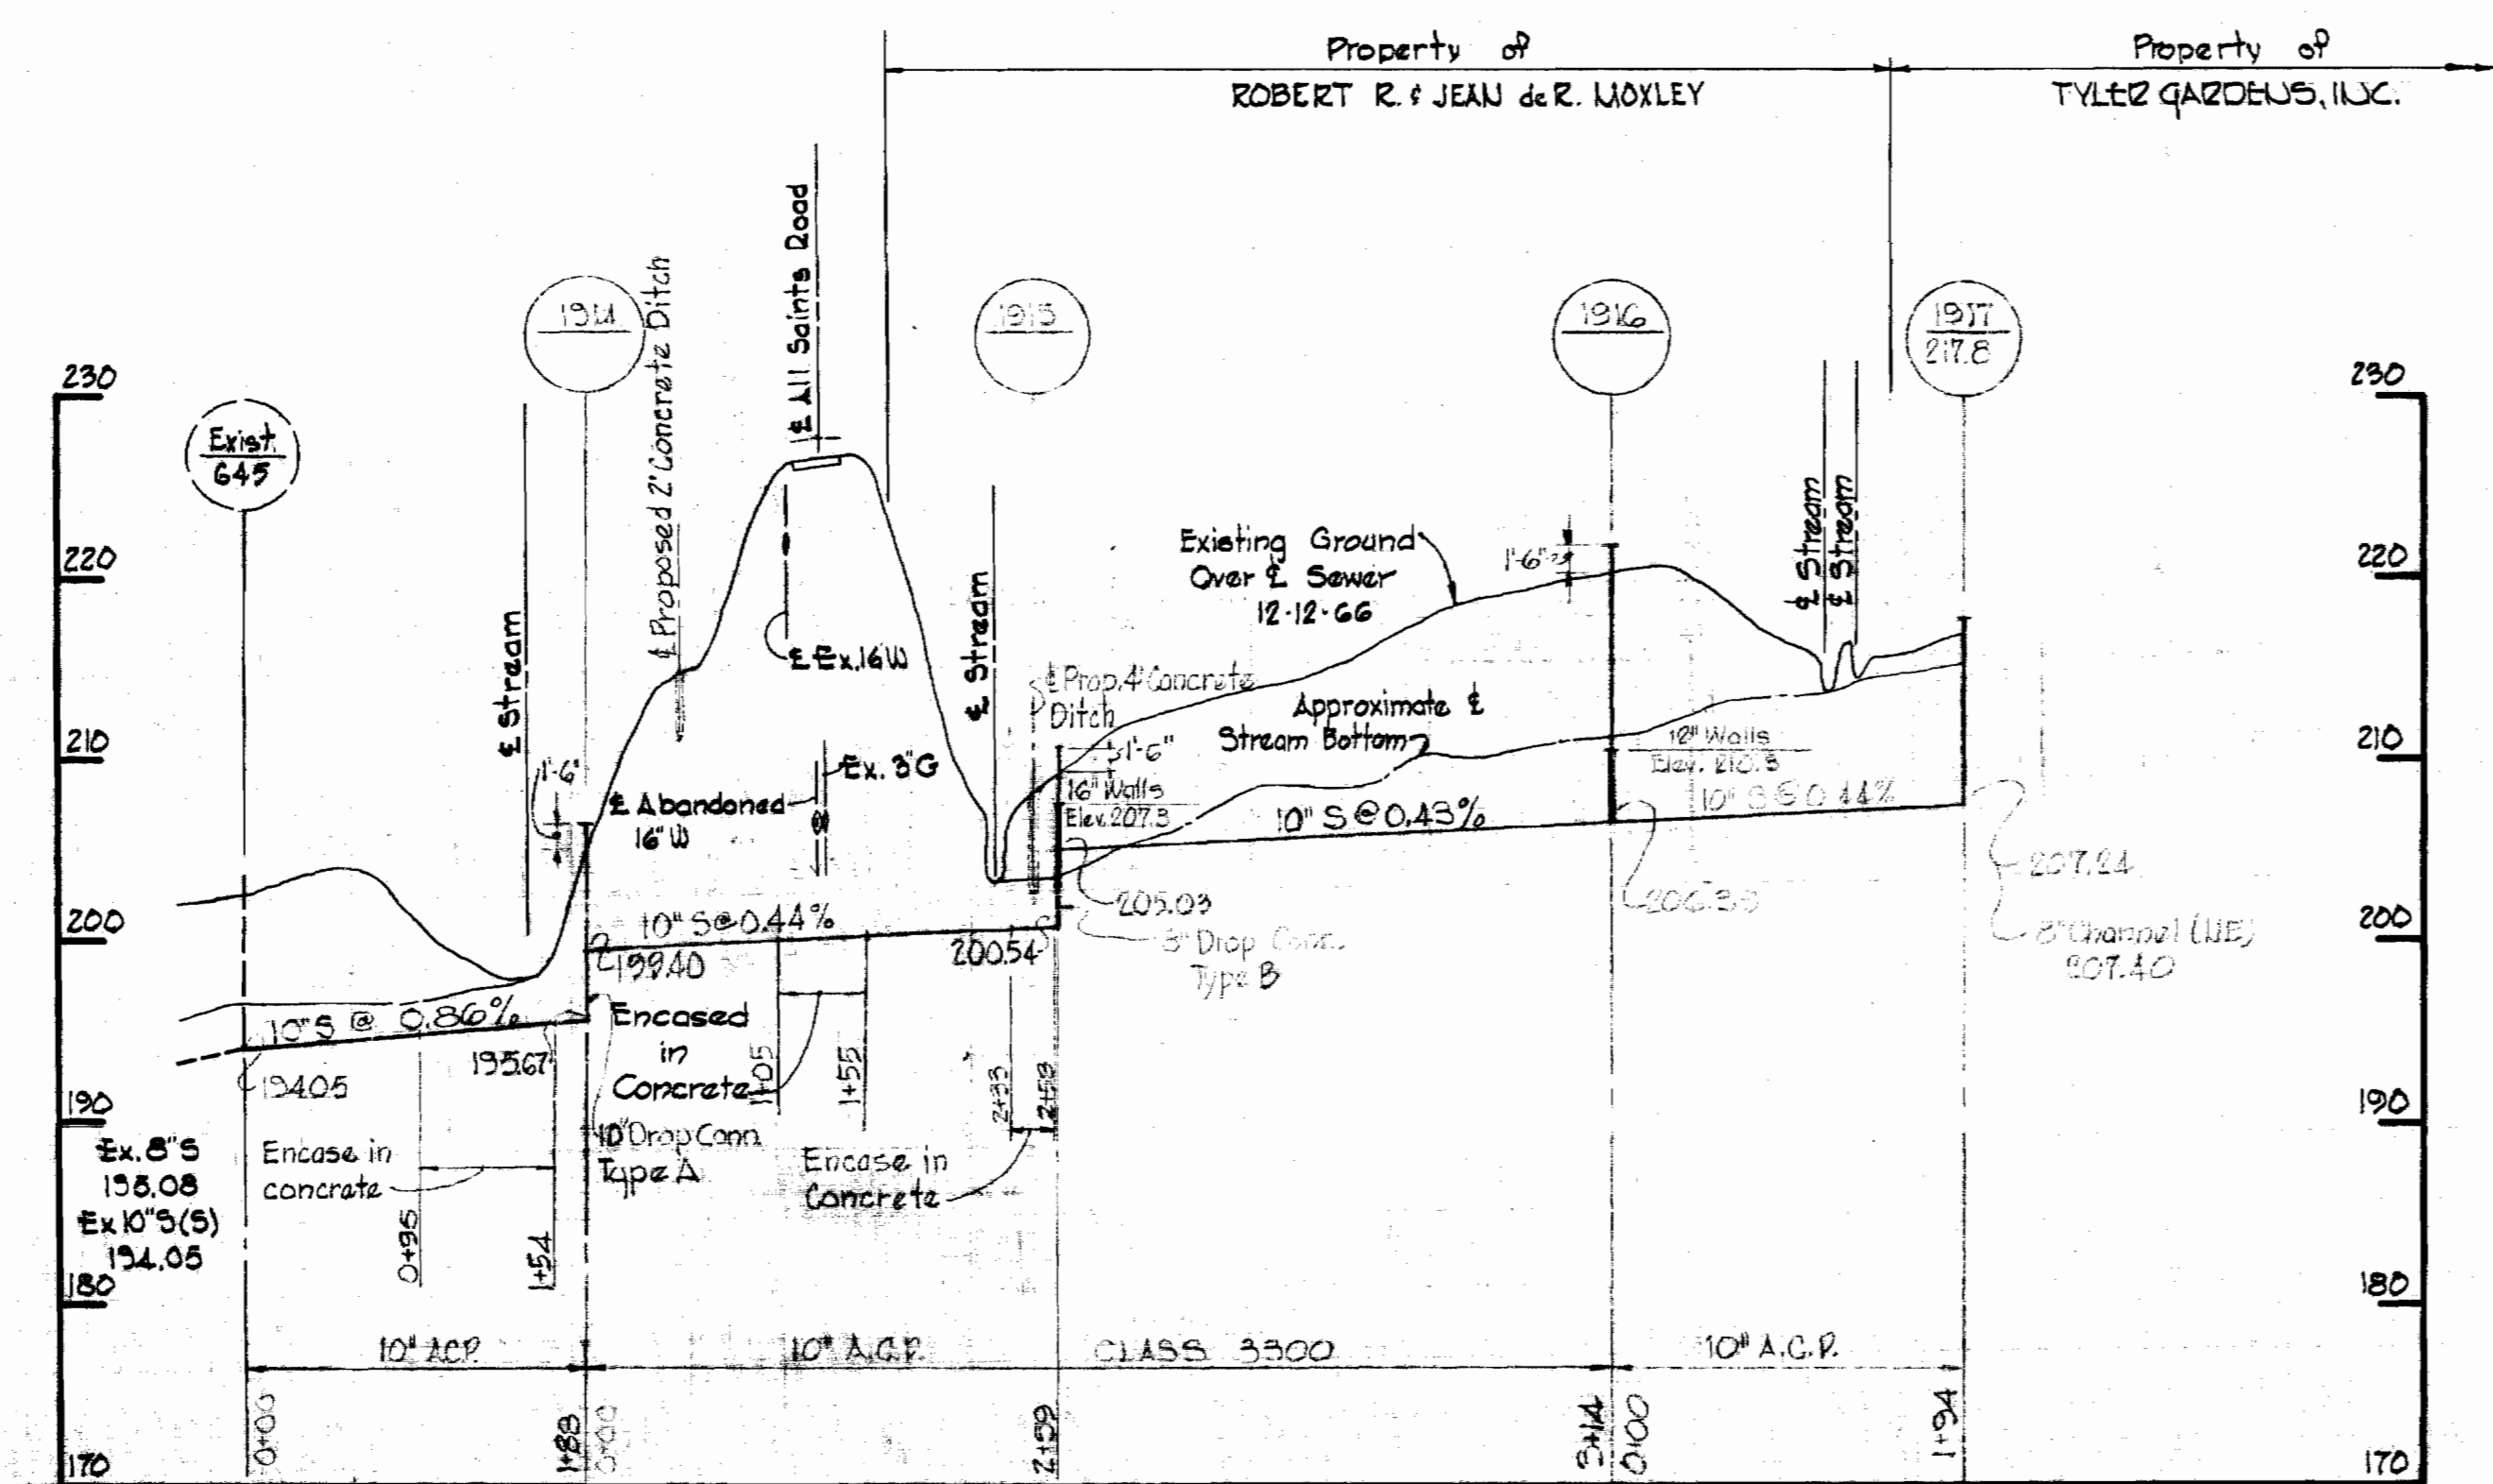 Property of
ROBERT R. & JEAN de R. MOXLEY
Property of
TYLER GARDENS, INC.
℄ All Saints Road
℄ Proposed 2' Concrete Ditch
1914
1915
1916
1917
217.8
230
230
Exist.
645
℄ Stream
℄ Stream
℄ Stream
℄ Stream
220
220
Existing Ground
Over ℄ Sewer
12-12-66
1'-6"
℄ Ex. 16 W
℄ Prop. 4' Concrete
Ditch
Approximate ℄
Stream Bottom
210
210
1'-6"
1'-6"
Ex. 3" G
℄ Abandoned
16" W
16" Walls
Elev. 207.3
12" Walls
Elev. 210.3
10" S @ 0.43%
10" S @ 0.44%
207.24
8" Channel (NE)
207.40
205.03
Drop Conn.
Type B
200
200
10" S @ 0.44%
199.40
200.54
10" S @ 0.86%
194.05
195.67
Encased
in
Concrete
1+05
1+55
2+33
190
190
Ex. 8" S
Ex 10" S (S)
194.05
Encase in
concrete
0+95
1+54
10" Drop Conn.
Type A
Encase in
Concrete
180
180
10" A.C.P.
10" A.C.P.
CLASS 3300
10" A.C.P.
0+00
1+88
0+00
2+59
0+00
1+94
170
170